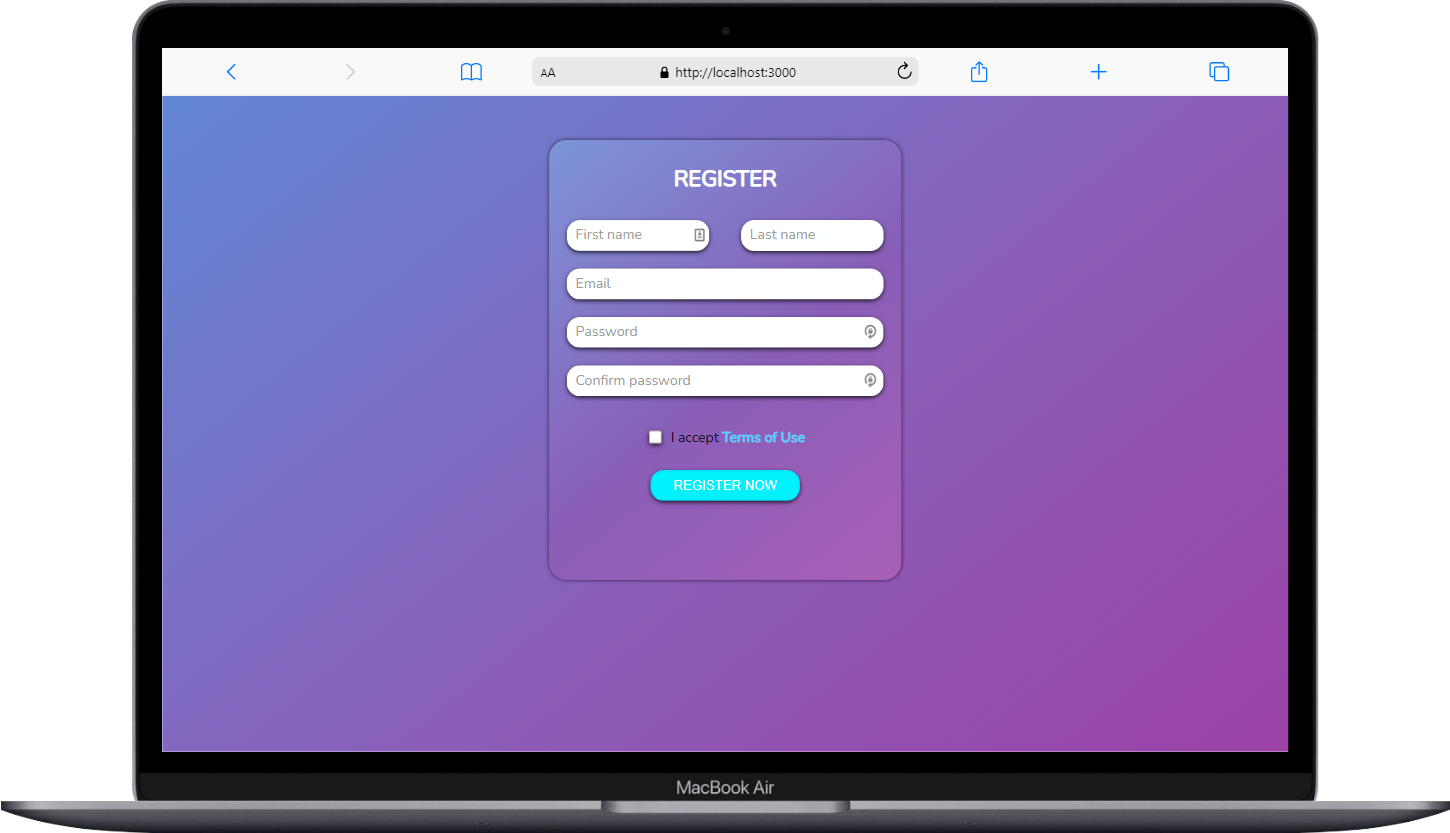 AA http://localhost:3000
REGISTER
First name Last name
Email
Password
Confirm password
I accept Terms of Use
REGISTER NOW
MacBook Air